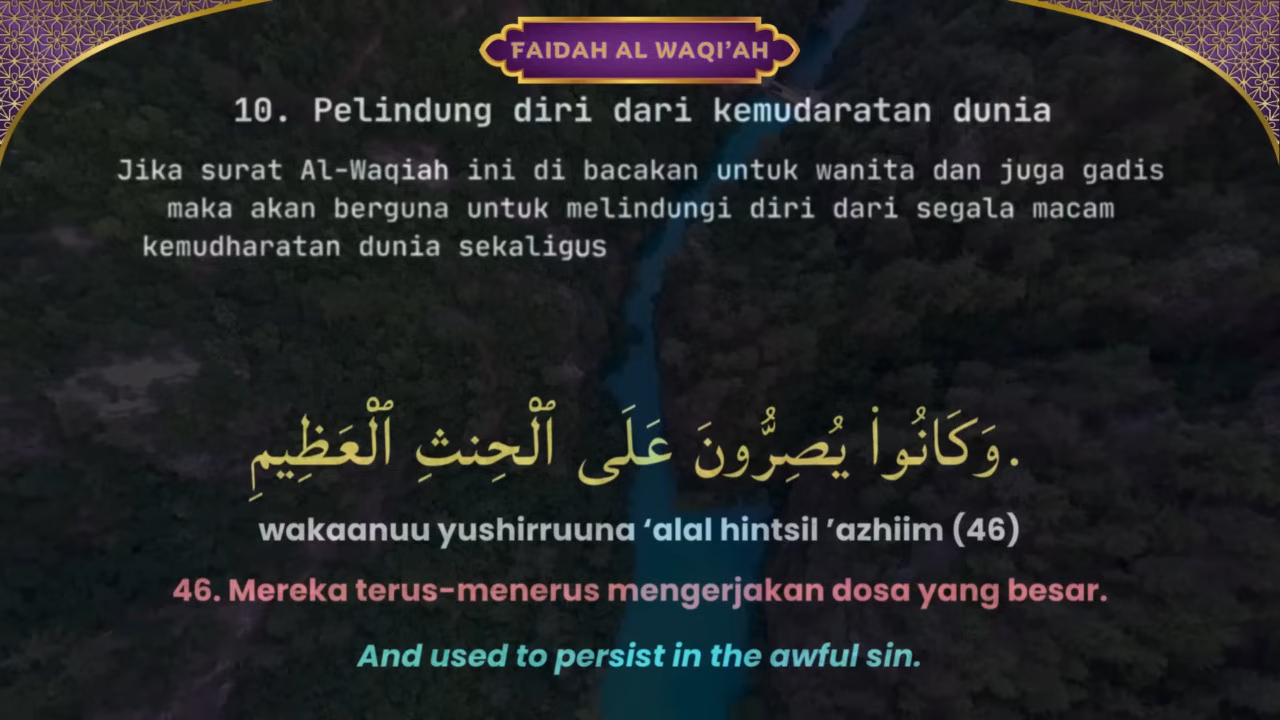 FAIDAH AL WAQI’AH
10. Pelindung diri dari kemudaratan dunia
Jika surat Al-Waqiah ini di bacakan untuk wanita dan juga gadis
maka akan berguna untuk melindungi diri dari segala macam
kemudharatan dunia sekaligus
وَكَانُوا۟ يُصِرُّونَ عَلَى ٱلْحِنثِ ٱلْعَظِيمِ.
wakaanuu yushirruuna ‘alal hintsil ’azhiim (46)
46. Mereka terus-menerus mengerjakan dosa yang besar.
And used to persist in the awful sin.